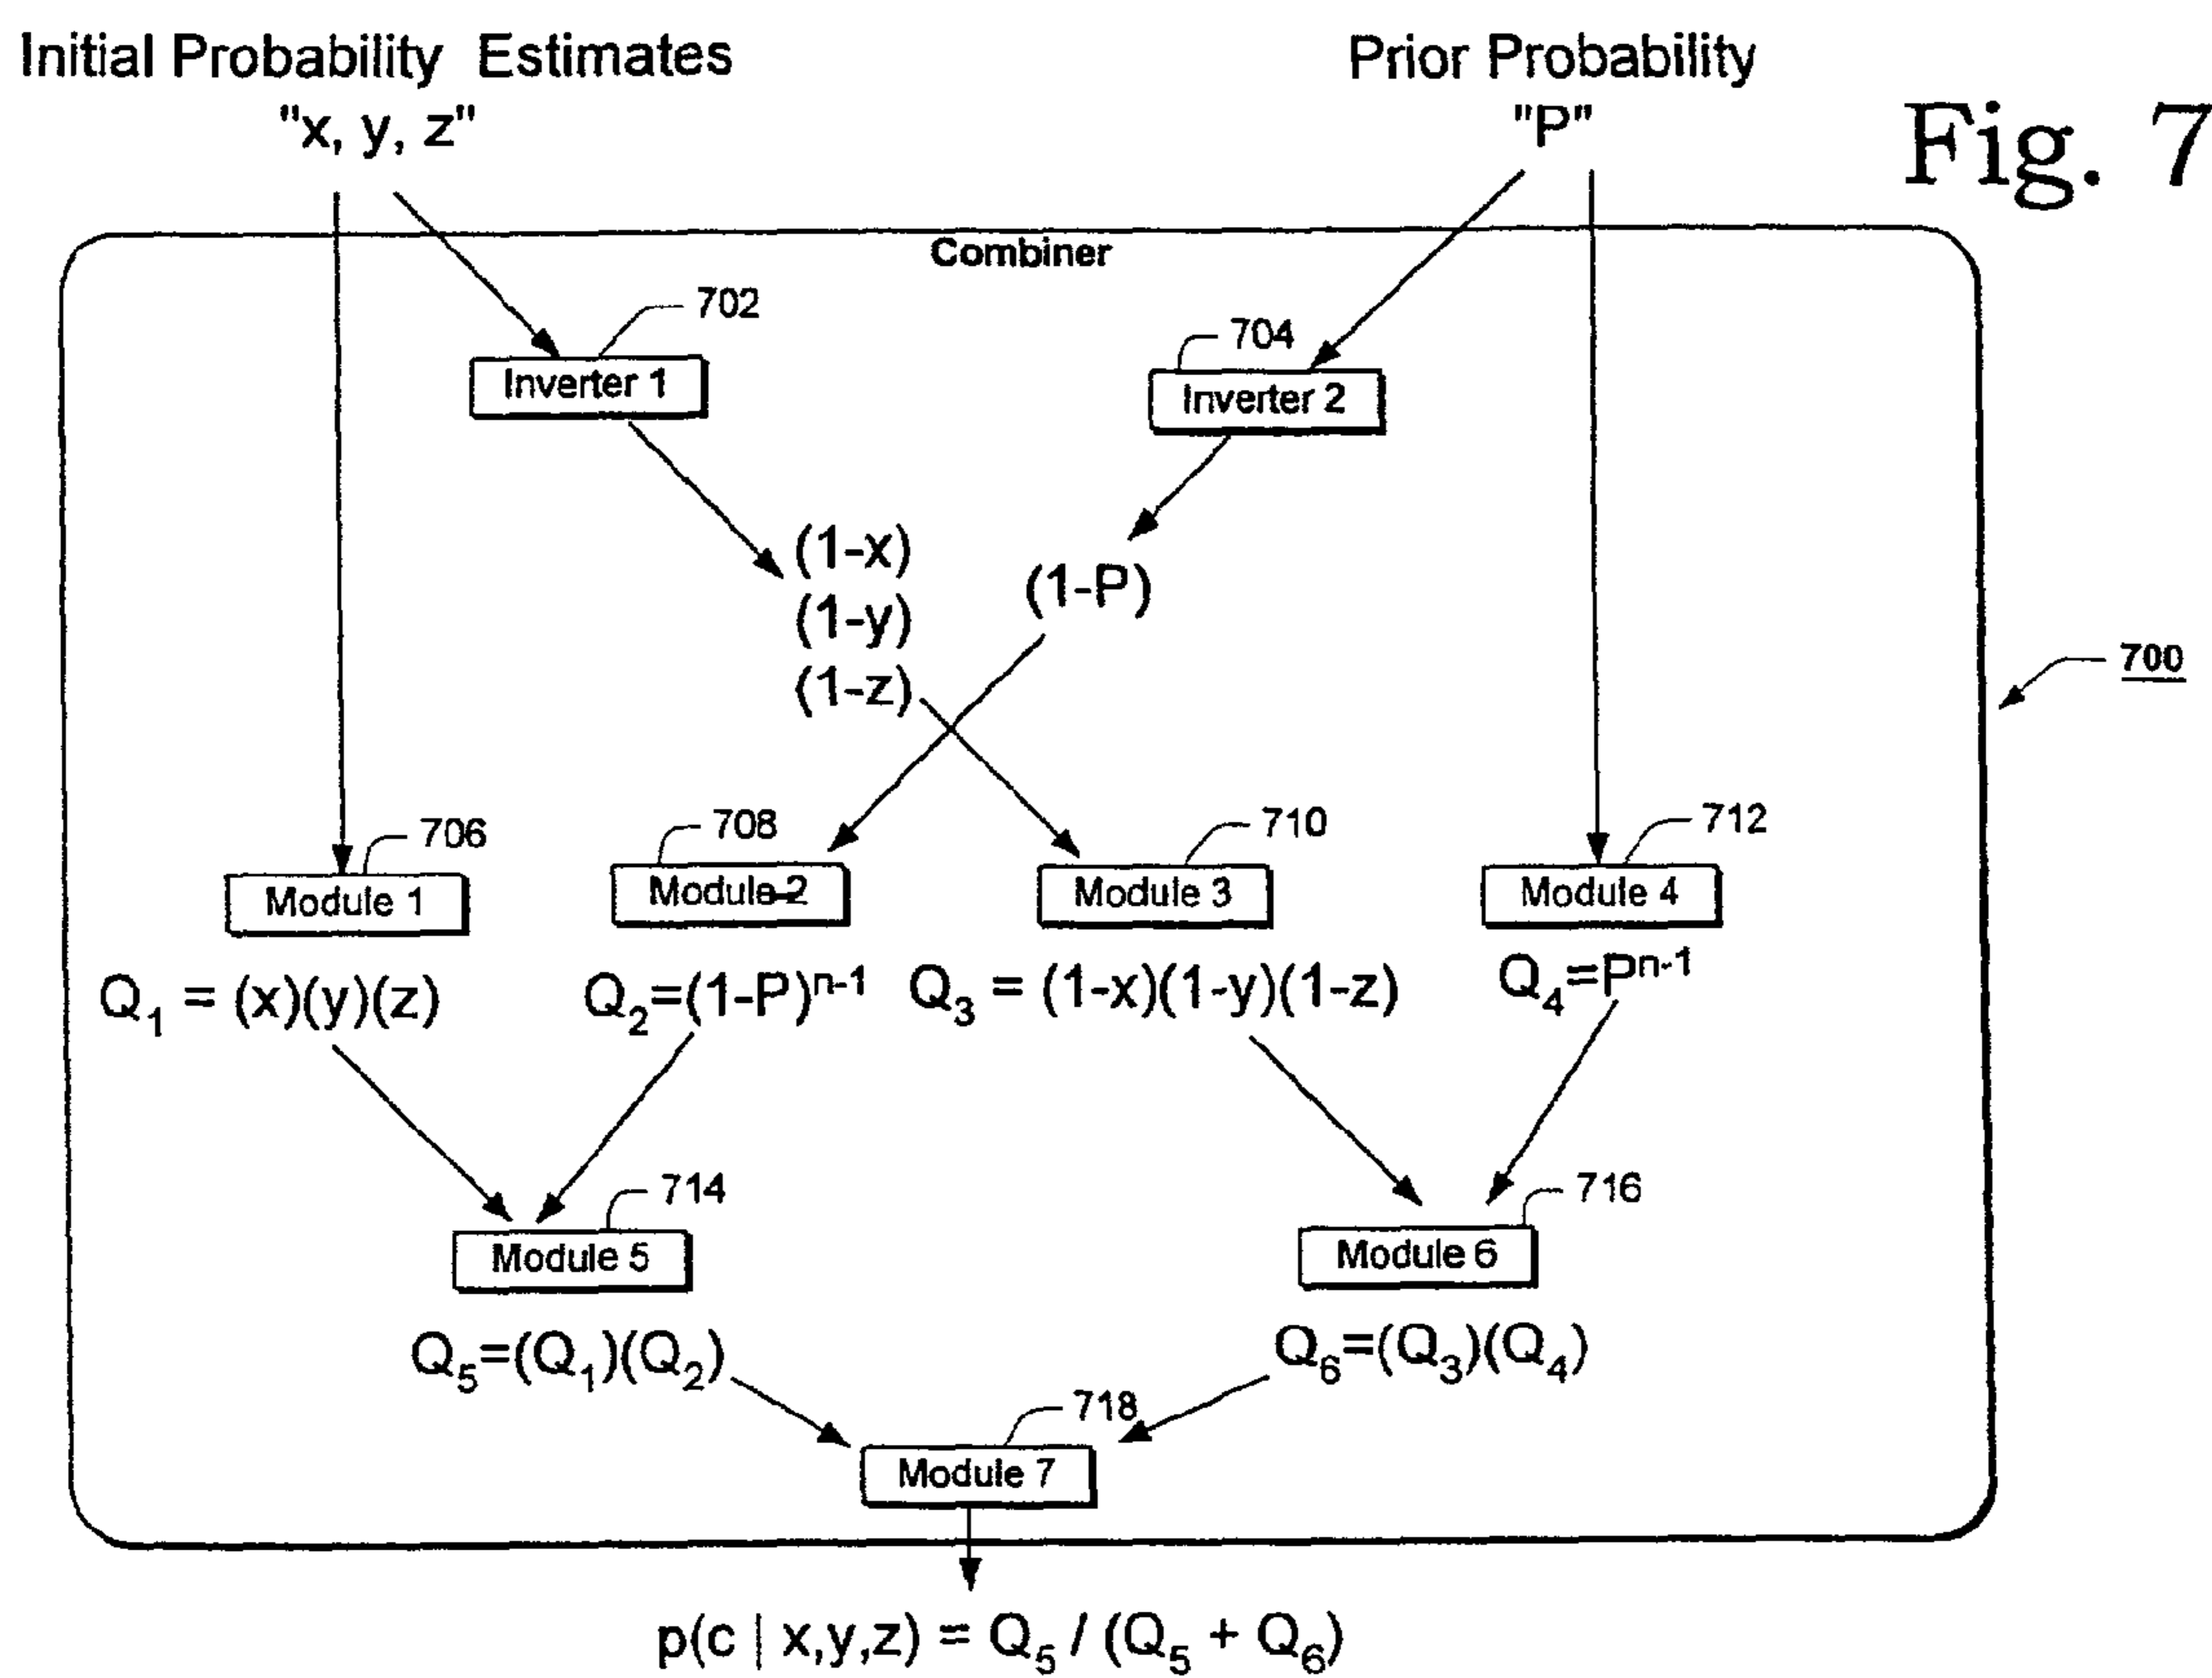 Initial Probability Estimates
"x, y, z"
Prior Probability
"P"
Fig. 7
Combiner
702
Inverter 1
704
Inverter 2
(1-x)
(1-y)
(1-z)
(1-P)
700
706
Module 1
708
Module 2
710
Module 3
712
Module 4
Q₁ = (x)(y)(z)
Q₂=(1-P)ⁿ⁻¹
Q₃ = (1-x)(1-y)(1-z)
Q₄=Pⁿ⁻¹
714
Module 5
716
Module 6
Q₅=(Q₁)(Q₂)
Q₆=(Q₃)(Q₄)
718
Module 7
p(c | x,y,z) = Q₅ / (Q₅ + Q₆)